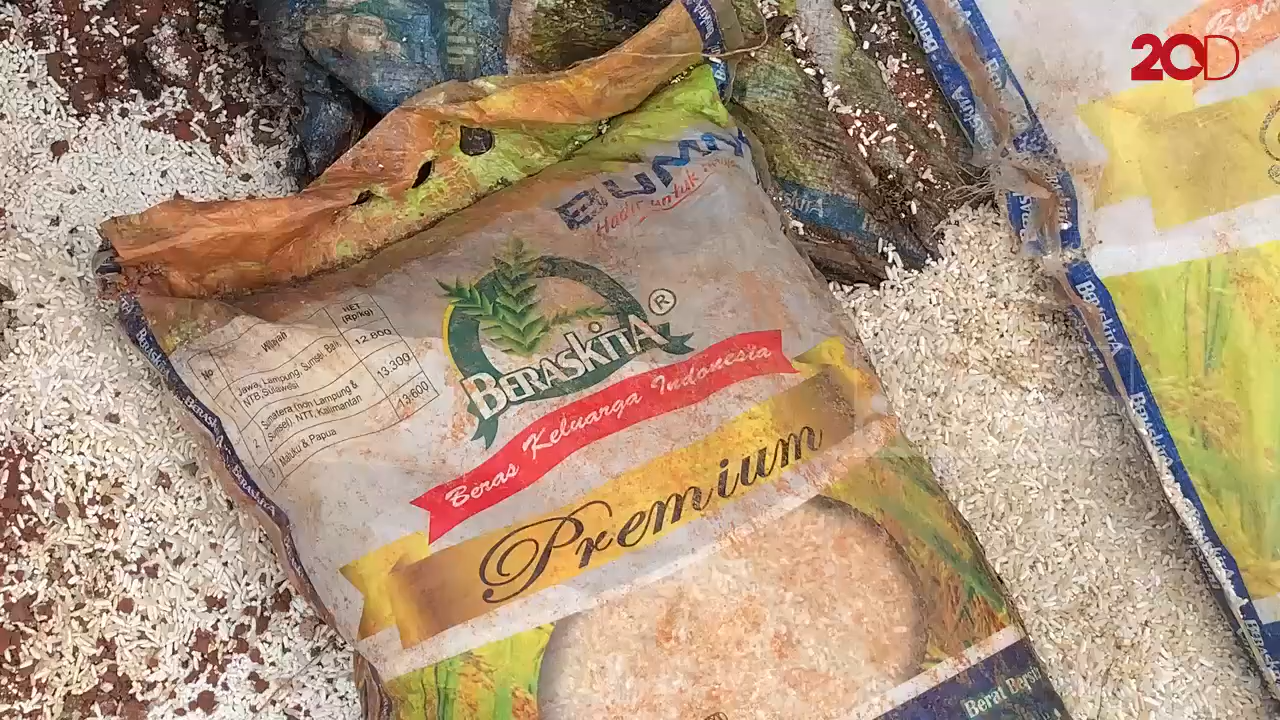 20D
BUMN
Hadir untuk
BERASKITA®
Beras Keluarga Indonesia
Premium
No Wilayah HET (Rp/kg)
1 Jawa, Lampung, Sumsel, Bali, NTB, Sulawesi 12.800
2 Sumatera (non Lampung & Sumsel), NTT, Kalimantan 13.300
3 Maluku & Papua 13.600
Berat Bersih
BERASKITA
BERASKITA
BERASKITA
BERASKITA
BERASKITA